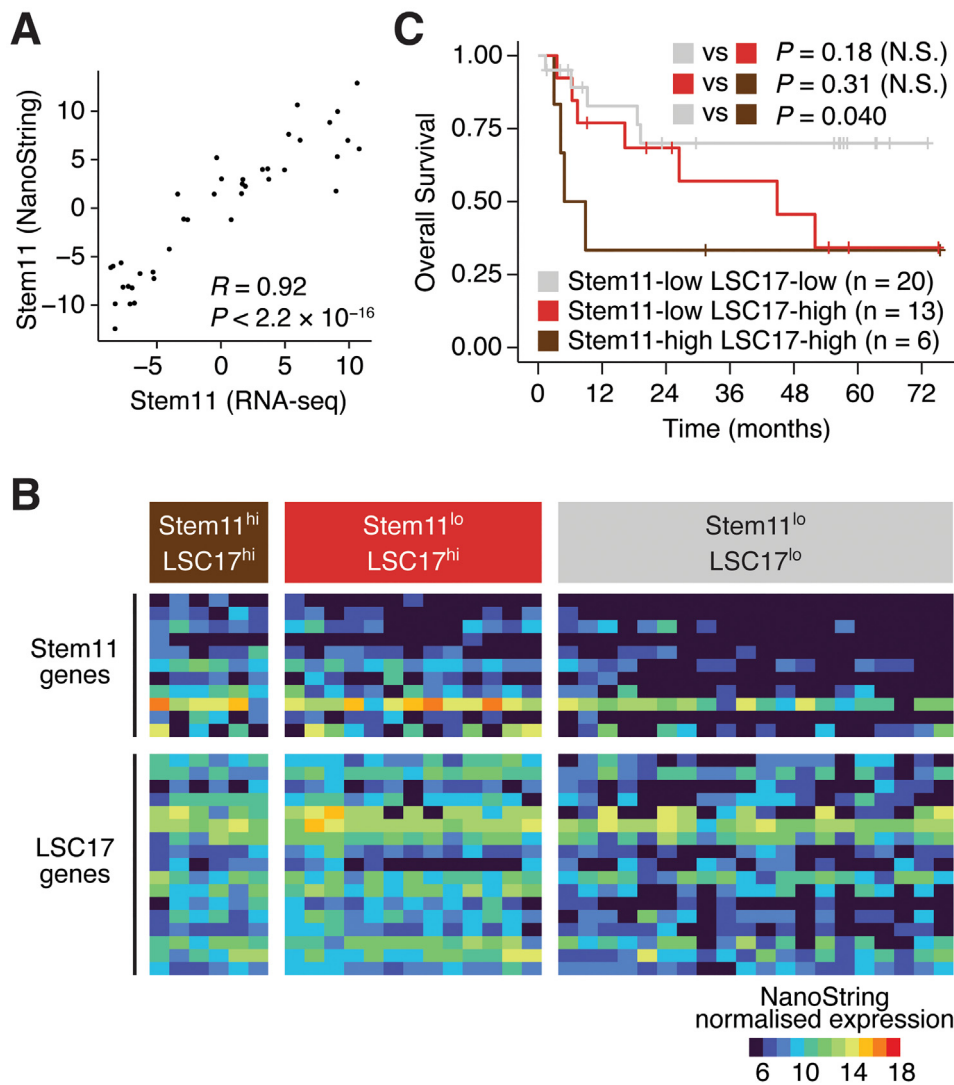 A
Stem11 (NanoString)
10
5
0
−5
−10
R = 0.92
P < 2.2 × 10⁻¹⁶
−5 0 5 10
Stem11 (RNA-seq)
C
Overall Survival
1.00
0.75
0.50
0.25
0.00
vs P = 0.18 (N.S.)
vs P = 0.31 (N.S.)
vs P = 0.040
Stem11-low LSC17-low (n = 20)
Stem11-low LSC17-high (n = 13)
Stem11-high LSC17-high (n = 6)
0 12 24 36 48 60 72
Time (months)
B
Stem11ʰⁱ
LSC17ʰⁱ
Stem11ˡᵒ
LSC17ʰⁱ
Stem11ˡᵒ
LSC17ˡᵒ
Stem11
genes
LSC17
genes
NanoString
normalised expression
6 10 14 18